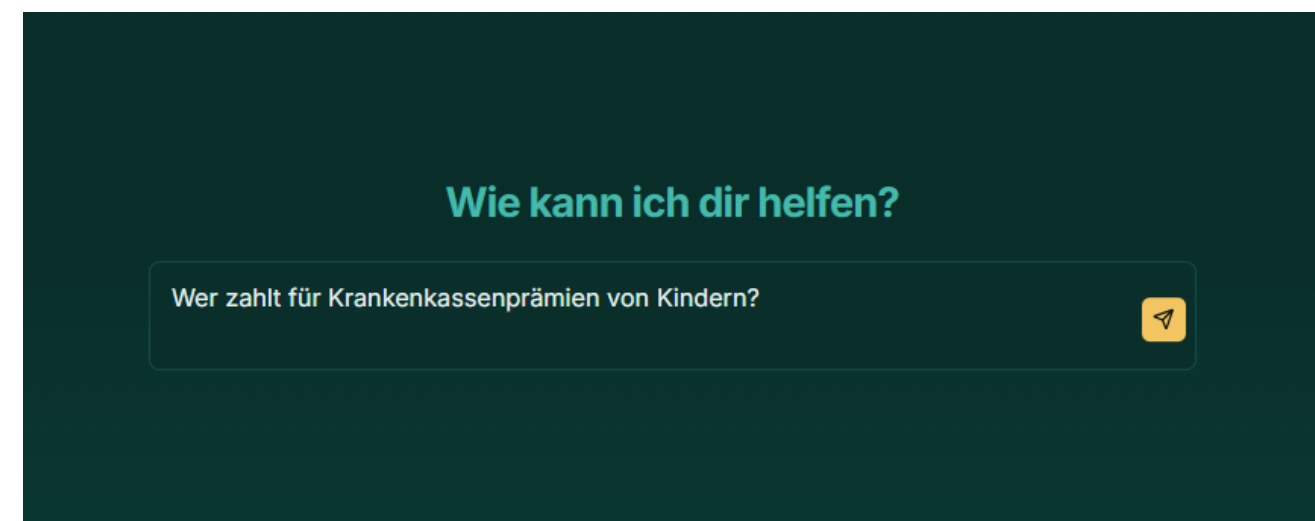 Wie kann ich dir helfen?
Wer zahlt für Krankenkassenprämien von Kindern?